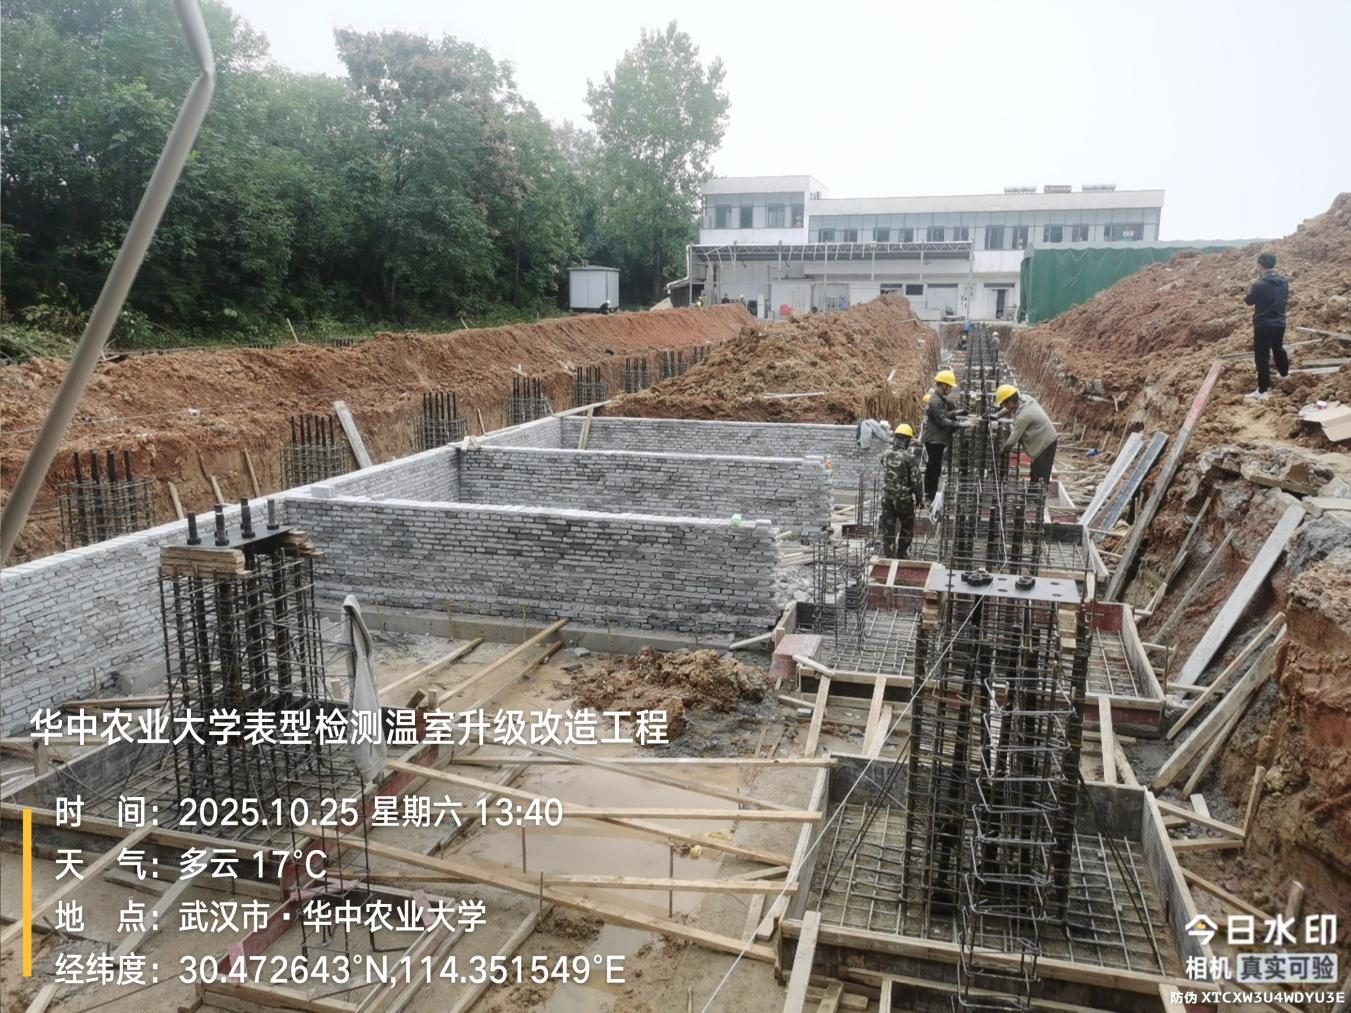 华中农业大学表型检测温室升级改造工程
时 间：2025.10.25 星期六 13:40
天 气：多云 17°C
地 点：武汉市·华中农业大学
经纬度：30.472643°N,114.351549°E
今日水印
相机 真实可验
防伪 XTCXW3U4WDYU3E